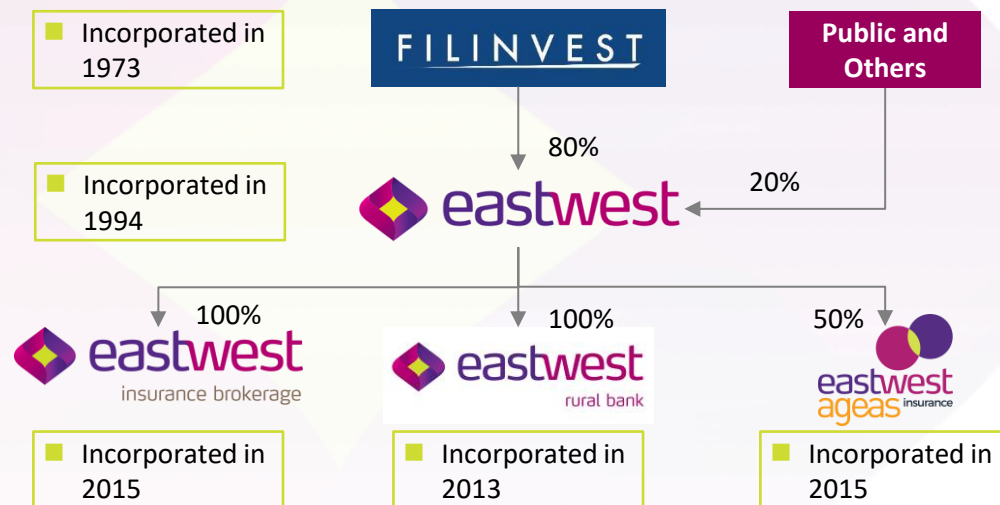 Incorporated in
1973
FILINVEST
Public and
Others
80%
20%
Incorporated in
1994
eastwest
100%
100%
50%
eastwest
insurance brokerage
eastwest
rural bank
eastwest
ageas insurance
Incorporated in
2015
Incorporated in
2013
Incorporated in
2015